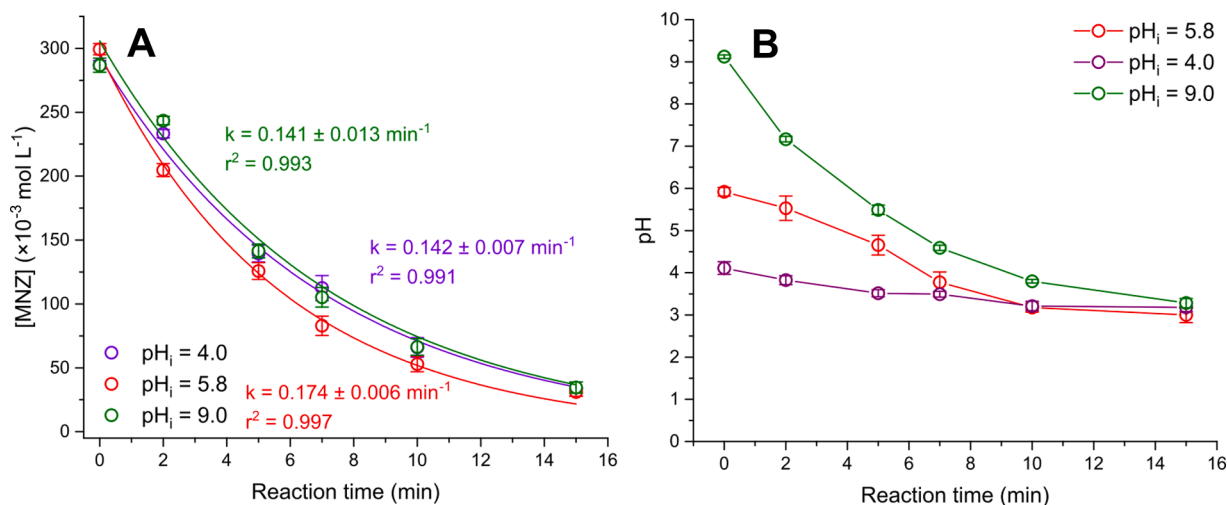 A
[MNZ] (×10⁻³ mol L⁻¹)
300
250
200
150
100
50
0
k = 0.141 ± 0.013 min⁻¹
r² = 0.993
k = 0.142 ± 0.007 min⁻¹
r² = 0.991
k = 0.174 ± 0.006 min⁻¹
r² = 0.997
pHᵢ = 4.0
pHᵢ = 5.8
pHᵢ = 9.0
0 2 4 6 8 10 12 14 16
Reaction time (min)
B
pHᵢ = 5.8
pHᵢ = 4.0
pHᵢ = 9.0
pH
10
9
8
7
6
5
4
3
2
1
0
0 2 4 6 8 10 12 14 16
Reaction time (min)